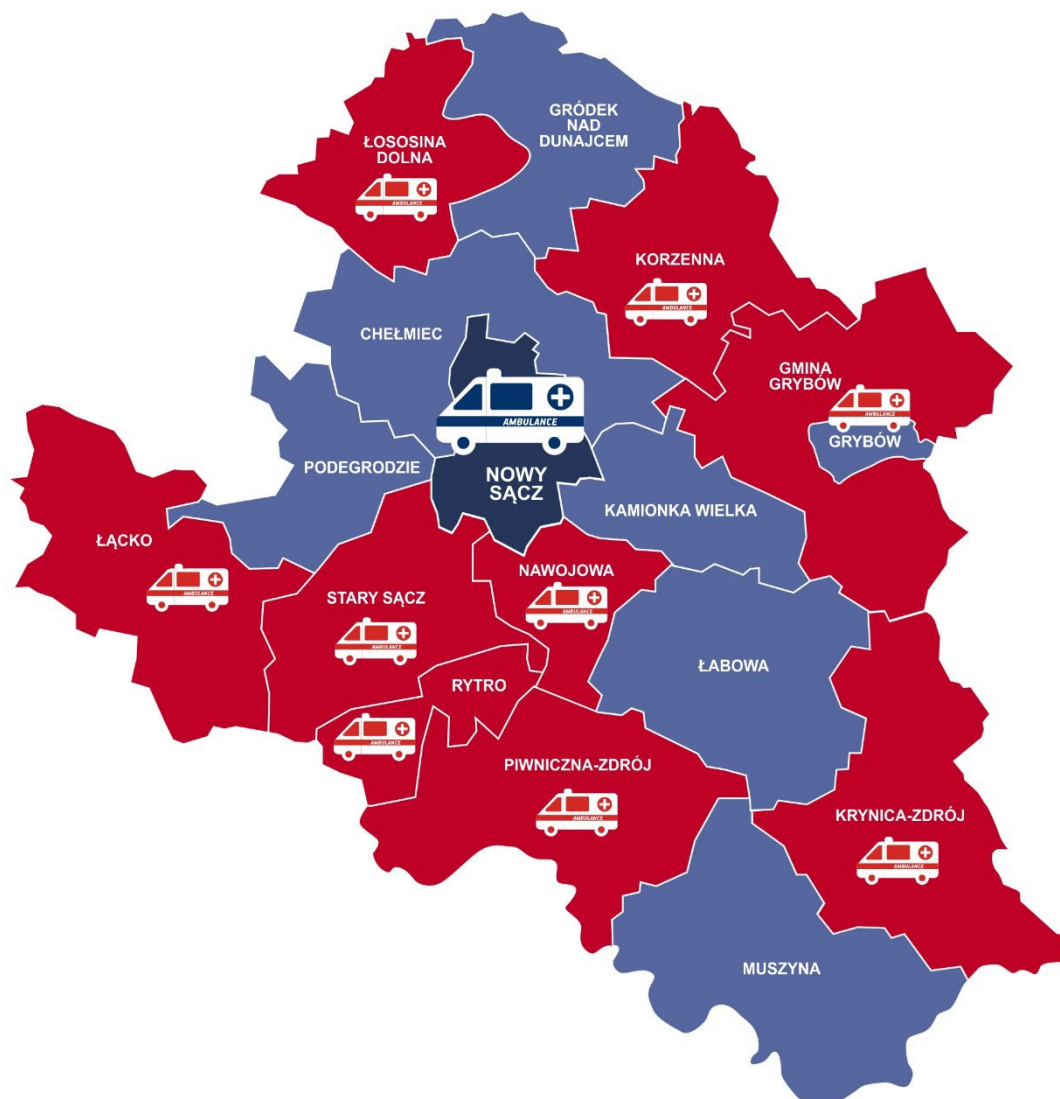 GRÓDEK
NAD
DUNAJCEM
ŁOSOSINA
DOLNA
AMBULANCE
KORZENNA
AMBULANCE
CHEŁMIEC
GMINA
GRYBÓW
AMBULANCE
AMBULANCE
GRYBÓW
PODEGRODZIE
NOWY
SĄCZ
KAMIONKA WIELKA
ŁĄCKO
AMBULANCE
NAWOJOWA
AMBULANCE
STARY SĄCZ
AMBULANCE
ŁABOWA
RYTRO
AMBULANCE
PIWNICZNA-ZDRÓJ
AMBULANCE
KRYNICA-ZDRÓJ
AMBULANCE
MUSZYNA